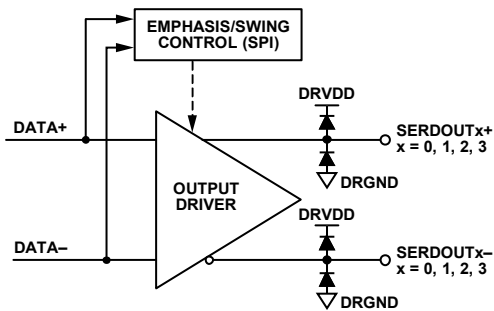 EMPHASIS/SWING
CONTROL (SPI)
DRVDD
DATA+
SERDOUTx+
x = 0, 1, 2, 3
DRGND
OUTPUT
DRIVER
DRVDD
DATA–
SERDOUTx–
x = 0, 1, 2, 3
DRGND